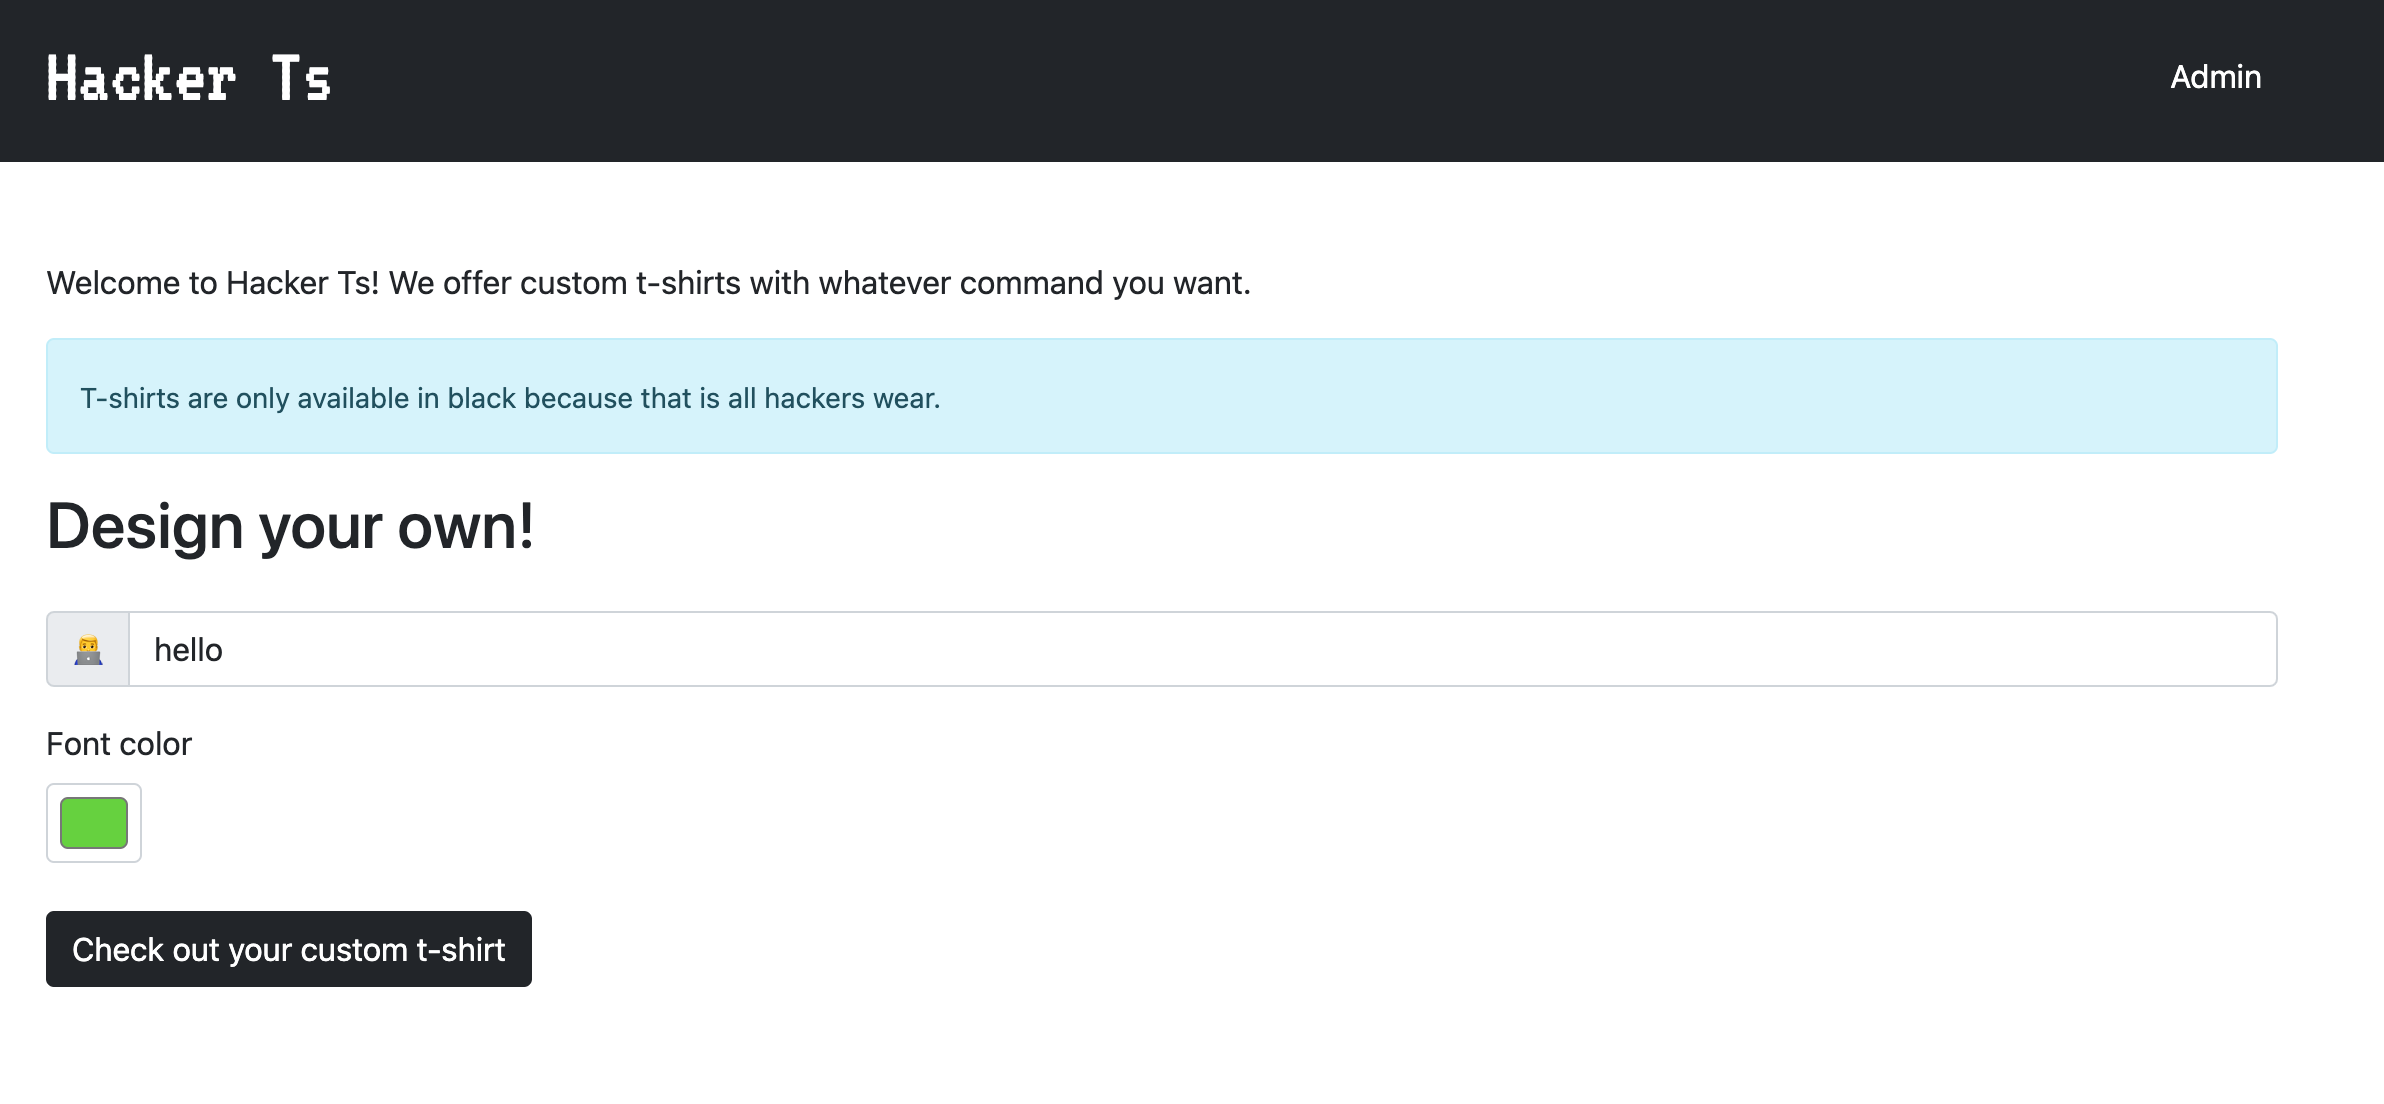 Hacker Ts
Admin
Welcome to Hacker Ts! We offer custom t-shirts with whatever command you want.
T-shirts are only available in black because that is all hackers wear.
Design your own!
hello
Font color
Check out your custom t-shirt